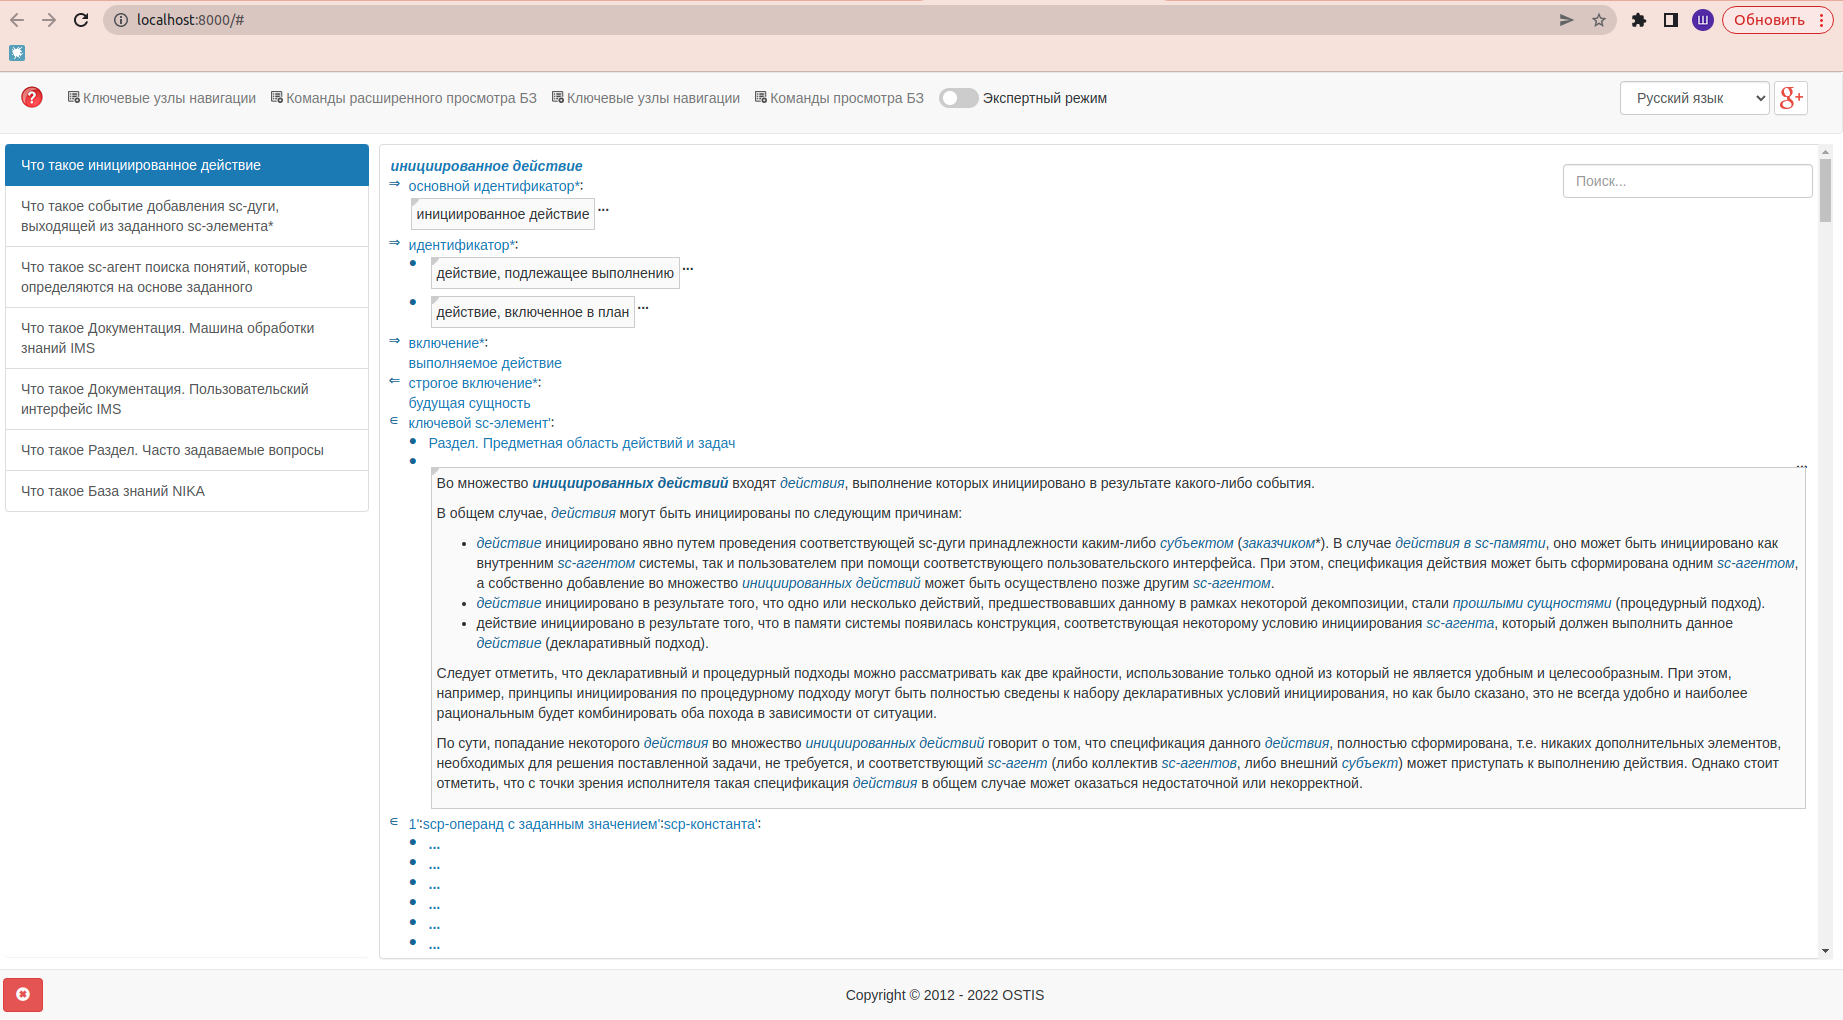 localhost:8000/#
Ш
Обновить
Ключевые узлы навигации
Команды расширенного просмотра БЗ
Ключевые узлы навигации
Команды просмотра БЗ
Экспертный режим
Русский язык
g+
Что такое инициированное действие
Что такое событие добавления sc-дуги,
выходящей из заданного sc-элемента*
Что такое sc-агент поиска понятий, которые
определяются на основе заданного
Что такое Документация. Машина обработки
знаний IMS
Что такое Документация. Пользовательский
интерфейс IMS
Что такое Раздел. Часто задаваемые вопросы
Что такое База знаний NIKA
Поиск...
инициированное действие
⇒ основной идентификатор*:
инициированное действие ...
⇒ идентификатор*:
● действие, подлежащее выполнению ...
● действие, включенное в план ...
⇒ включение*:
выполняемое действие
⇐ строгое включение*:
будущая сущность
∈ ключевой sc-элемент':
● Раздел. Предметная область действий и задач
● ...
Во множество инициированных действий входят действия, выполнение которых инициировано в результате какого-либо события.
В общем случае, действия могут быть инициированы по следующим причинам:
• действие инициировано явно путем проведения соответствующей sc-дуги принадлежности каким-либо субъектом (заказчиком*). В случае действия в sc-памяти, оно может быть инициировано как
внутренним sc-агентом системы, так и пользователем при помощи соответствующего пользовательского интерфейса. При этом, спецификация действия может быть сформирована одним sc-агентом,
а собственно добавление во множество инициированных действий может быть осуществлено позже другим sc-агентом.
• действие инициировано в результате того, что одно или несколько действий, предшествовавших данному в рамках некоторой декомпозиции, стали прошлыми сущностями (процедурный подход).
• действие инициировано в результате того, что в памяти системы появилась конструкция, соответствующая некоторому условию инициирования sc-агента, который должен выполнить данное
действие (декларативный подход).
Следует отметить, что декларативный и процедурный подходы можно рассматривать как две крайности, использование только одной из который не является удобным и целесообразным. При этом,
например, принципы инициирования по процедурному подходу могут быть полностью сведены к набору декларативных условий инициирования, но как было сказано, это не всегда удобно и наиболее
рациональным будет комбинировать оба похода в зависимости от ситуации.
По сути, попадание некоторого действия во множество инициированных действий говорит о том, что спецификация данного действия, полностью сформирована, т.е. никаких дополнительных элементов,
необходимых для решения поставленной задачи, не требуется, и соответствующий sc-агент (либо коллектив sc-агентов, либо внешний субъект) может приступать к выполнению действия. Однако стоит
отметить, что с точки зрения исполнителя такая спецификация действия в общем случае может оказаться недостаточной или некорректной.
∈ 1':scp-операнд с заданным значением':scp-константа':
● ...
● ...
● ...
● ...
● ...
● ...
Copyright © 2012 - 2022 OSTIS